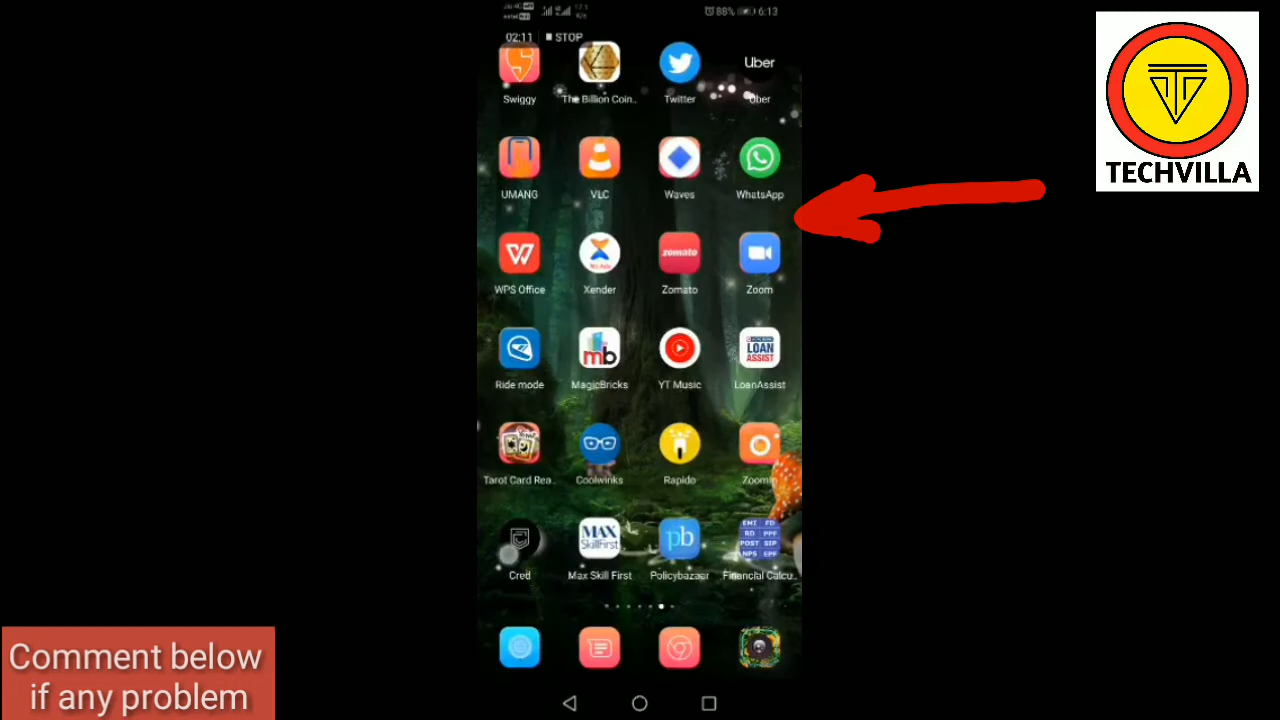 88% 6:13
02:11 STOP
Uber
Swiggy The Billion Coin.. Twitter Uber
UMANG VLC Waves WhatsApp
zomato
WPS Office Xender Zomato Zoom
mb LOAN ASSIST
Ride mode MagicBricks YT Music LoanAssist
Tarot Card Rea.. Coolwinks Rapido ZoomIn
MAX SkillFirst pb EMI FD
RD PPF
POST SIP
NPS EPF
Cred Max Skill First Policybazaar Financial Calcu..
TECHVILLA
Comment below
if any problem